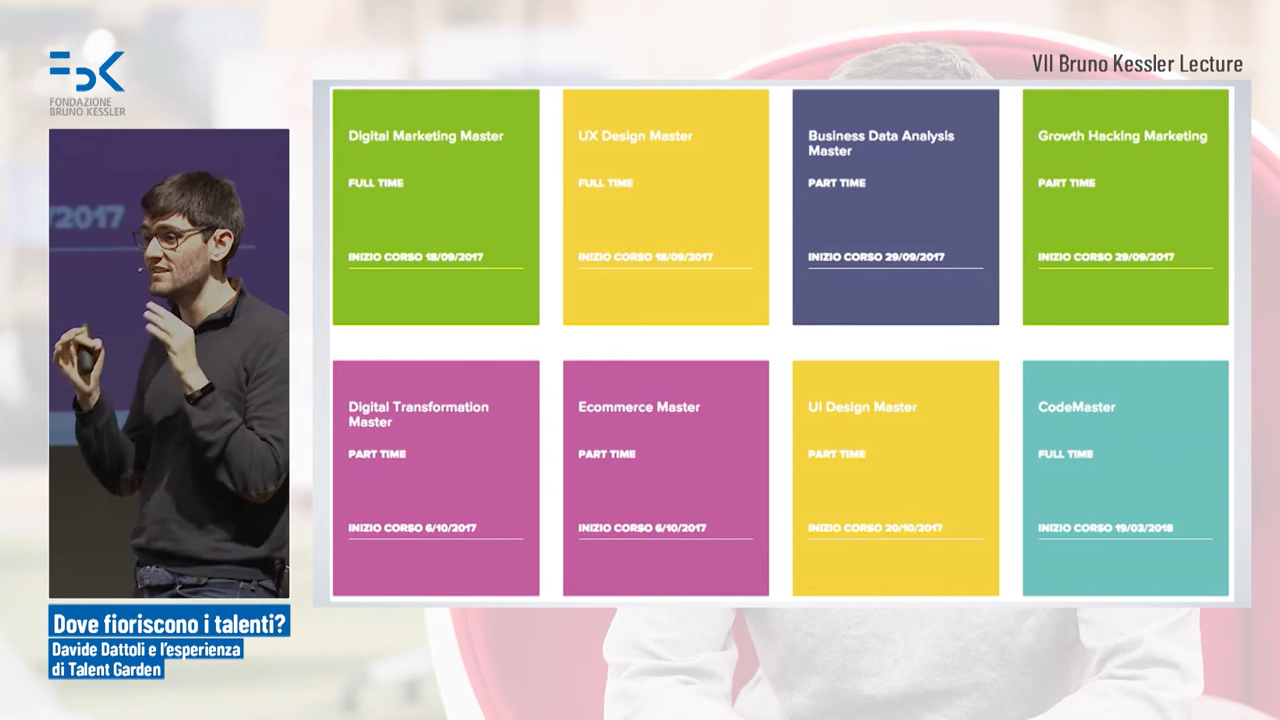 FBK
FONDAZIONE
BRUNO KESSLER
VII Bruno Kessler Lecture
/2017
Digital Marketing Master
FULL TIME
INIZIO CORSO 18/09/2017
UX Design Master
FULL TIME
INIZIO CORSO 18/09/2017
Business Data Analysis
Master
PART TIME
INIZIO CORSO 29/09/2017
Growth Hacking Marketing
PART TIME
INIZIO CORSO 29/09/2017
Digital Transformation
Master
PART TIME
INIZIO CORSO 6/10/2017
Ecommerce Master
PART TIME
INIZIO CORSO 6/10/2017
UI Design Master
PART TIME
INIZIO CORSO 20/10/2017
CodeMaster
FULL TIME
INIZIO CORSO 19/03/2018
Dove fioriscono i talenti?
Davide Dattoli e l'esperienza
di Talent Garden